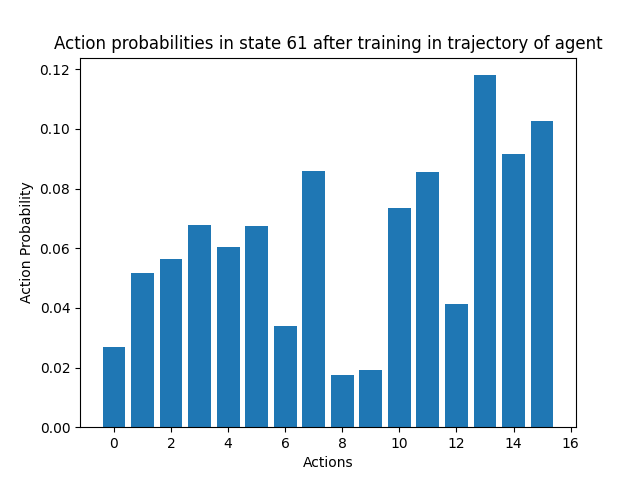 Action probabilities in state 61 after training in trajectory of agent
0.12
0.10
0.08
0.06
0.04
0.02
0.00
Action Probability
0 2 4 6 8 10 12 14 16
Actions